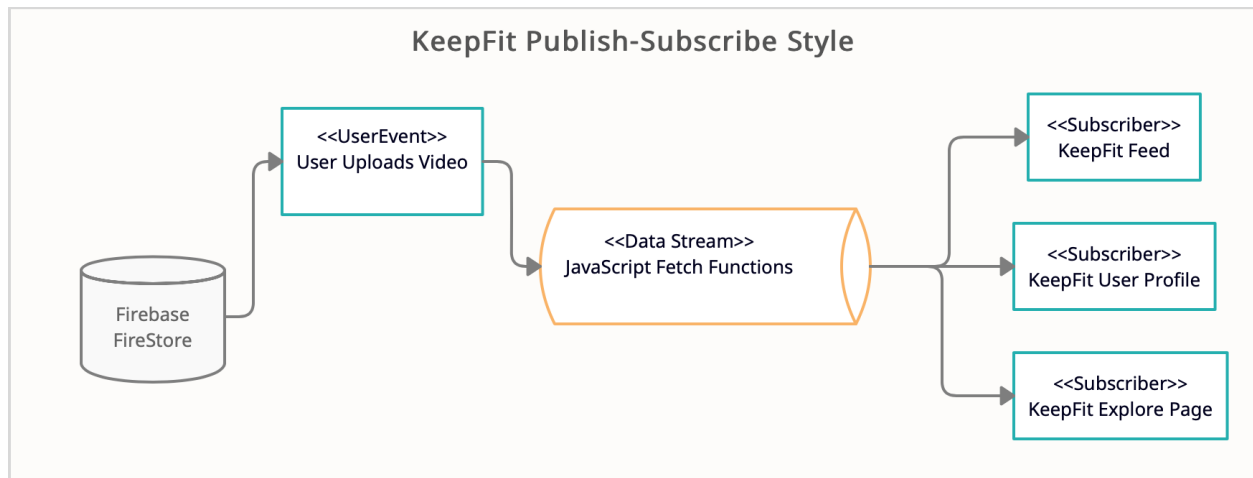 KeepFit Publish-Subscribe Style
<<UserEvent>>
User Uploads Video
Firebase
FireStore
<<Data Stream>>
JavaScript Fetch Functions
<<Subscriber>>
KeepFit Feed
<<Subscriber>>
KeepFit User Profile
<<Subscriber>>
KeepFit Explore Page